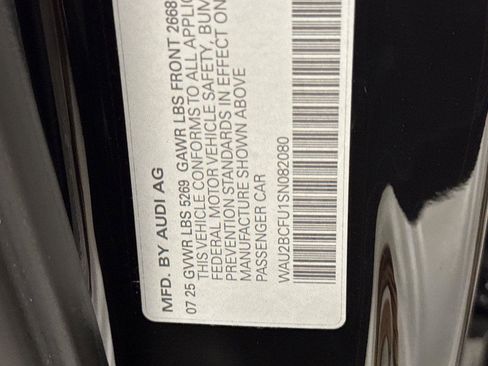 MFD. BY AUDI AG
07 25 GVWR LBS 5269 GAWR LBS FRONT 2668
THIS VEHICLE CONFORMS TO ALL APPLIC
FEDERAL MOTOR VEHICLE SAFETY, BUM
PREVENTION STANDARDS IN EFFECT ON
MANUFACTURE SHOWN ABOVE
PASSENGER CAR
WAU2BCFU1SN082080